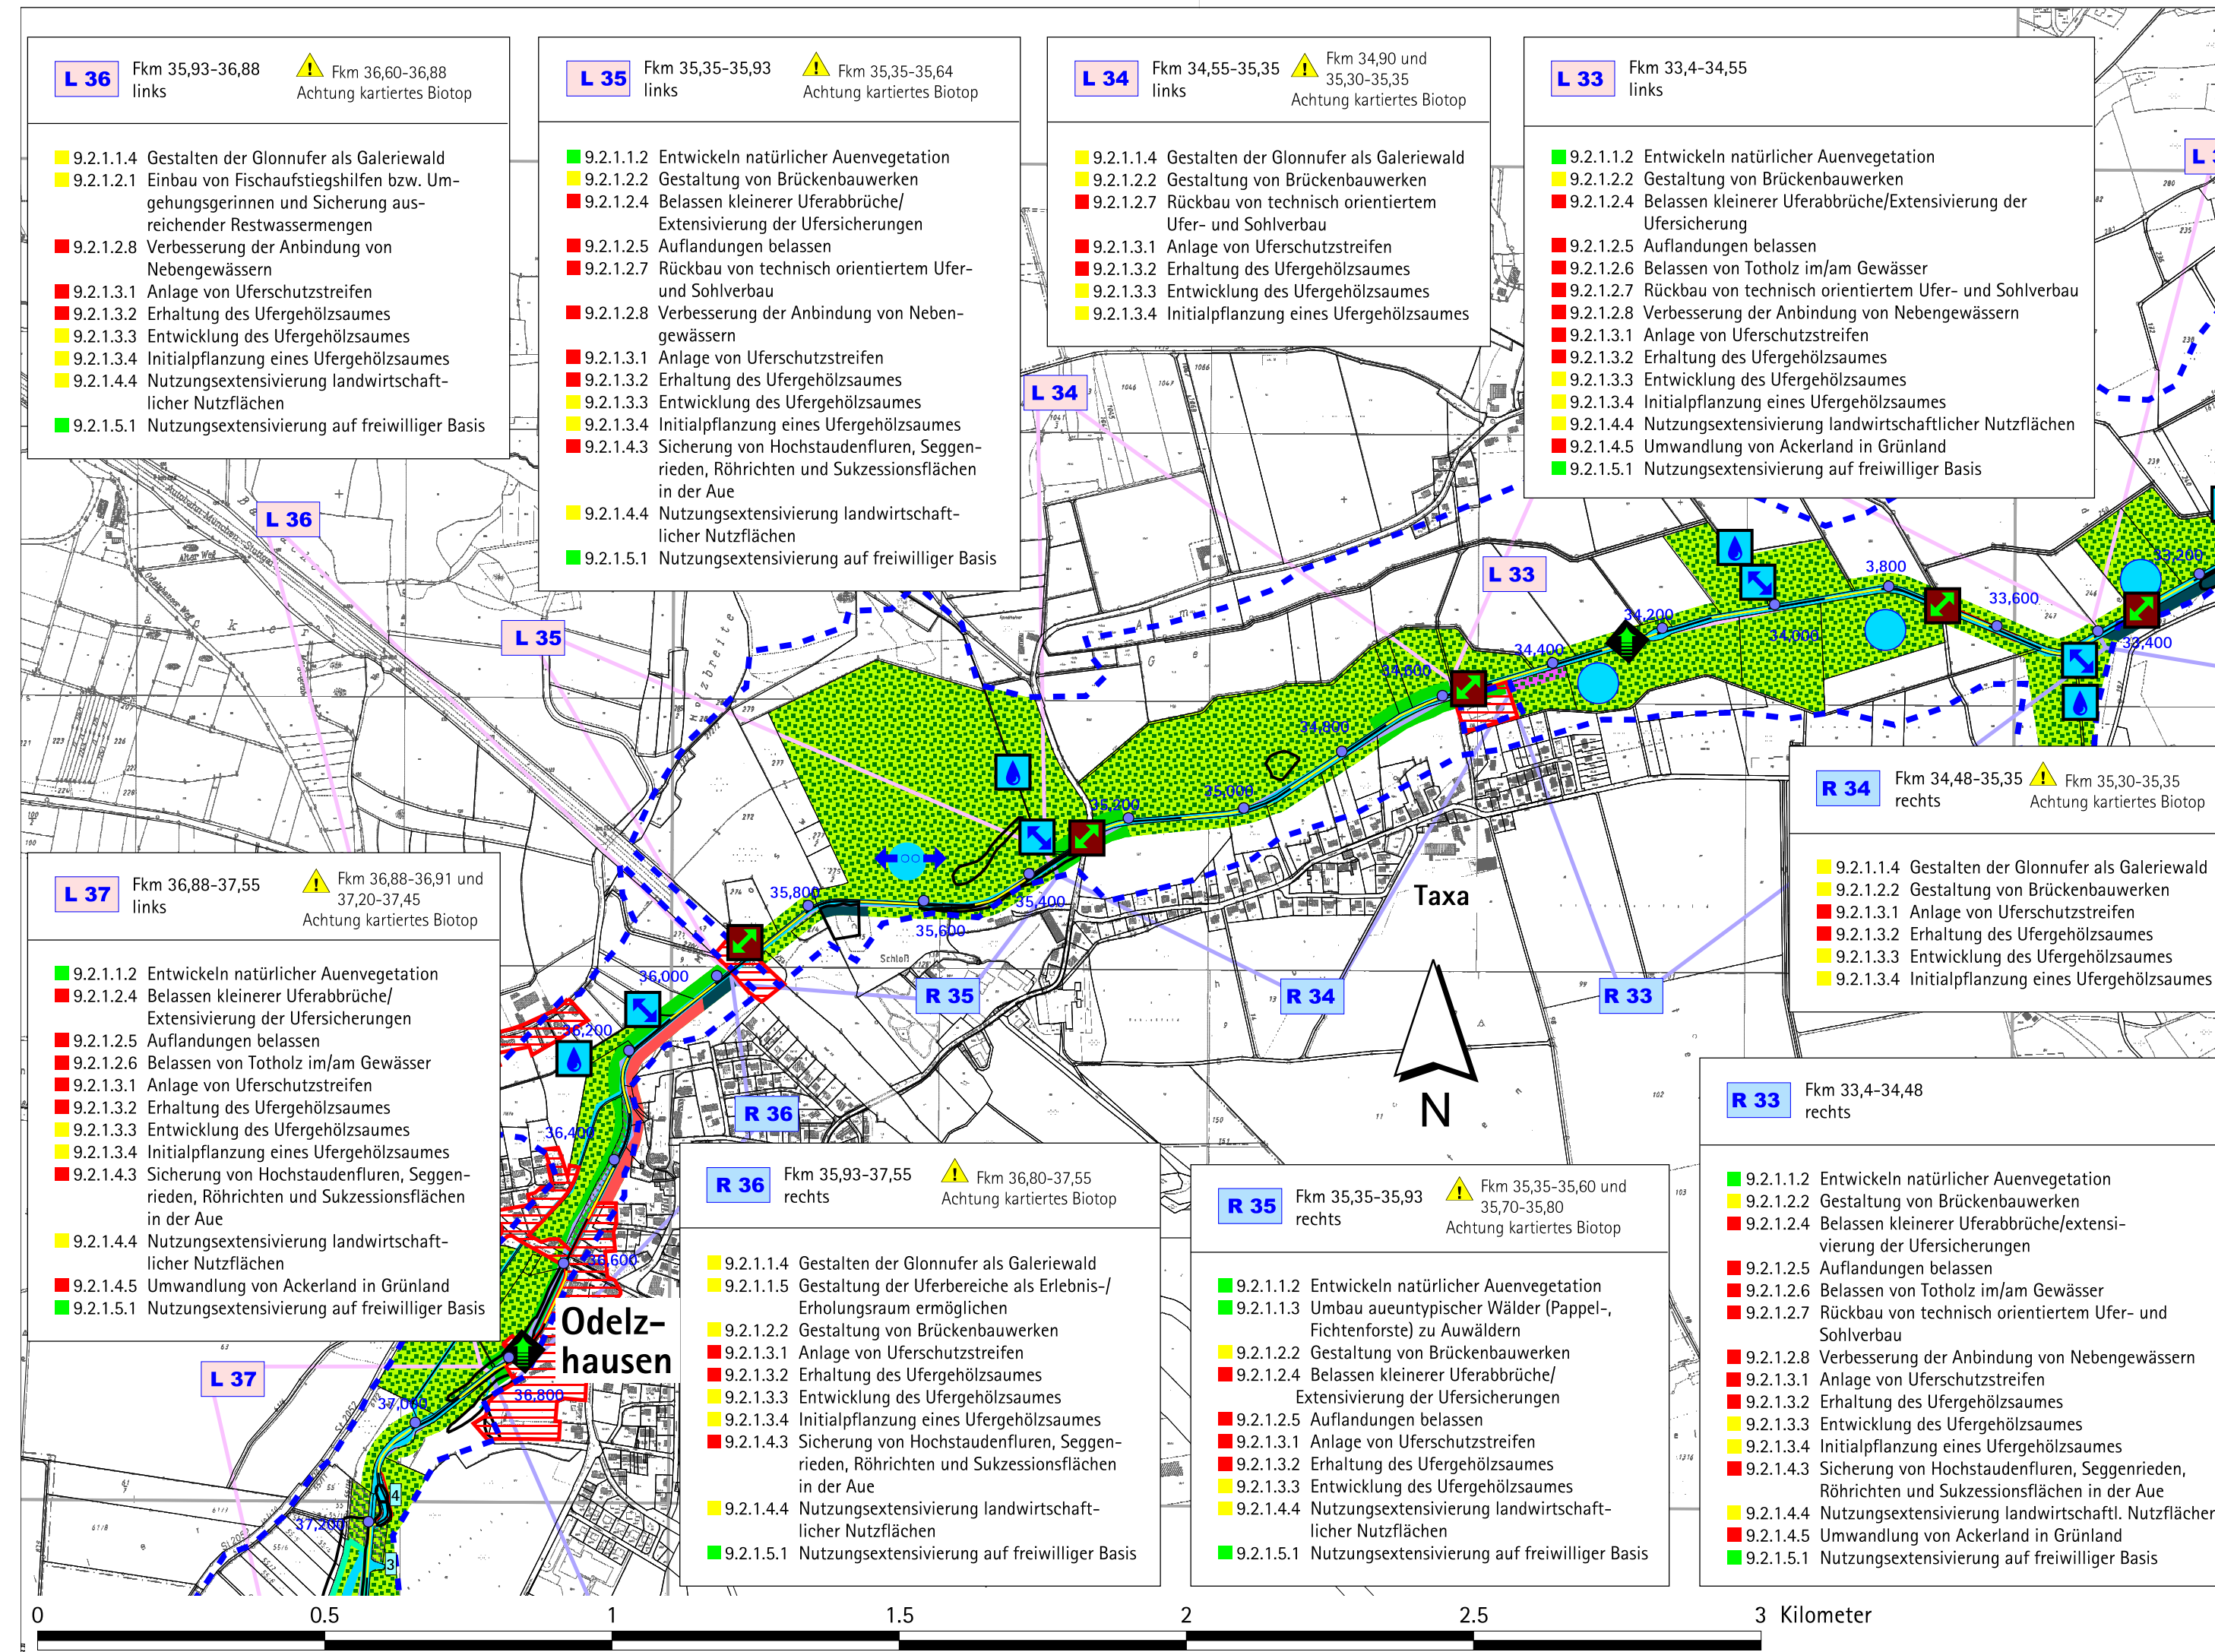 L 36
Fkm 35,93-36,88
links
Fkm 36,60-36,88
Achtung kartiertes Biotop
9.2.1.1.4 Gestalten der Glonnufer als Galeriewald
9.2.1.2.1 Einbau von Fischaufstiegshilfen bzw. Um-
gehungsgerinnen und Sicherung aus-
reichender Restwassermengen
9.2.1.2.8 Verbesserung der Anbindung von
Nebengewässern
9.2.1.3.1 Anlage von Uferschutzstreifen
9.2.1.3.2 Erhaltung des Ufergehölzsaumes
9.2.1.3.3 Entwicklung des Ufergehölzsaumes
9.2.1.3.4 Initialpflanzung eines Ufergehölzsaumes
9.2.1.4.4 Nutzungsextensivierung landwirtschaft-
licher Nutzflächen
9.2.1.5.1 Nutzungsextensivierung auf freiwilliger Basis
L 35
Fkm 35,35-35,93
links
Fkm 35,35-35,64
Achtung kartiertes Biotop
9.2.1.1.2 Entwickeln natürlicher Auenvegetation
9.2.1.2.2 Gestaltung von Brückenbauwerken
9.2.1.2.4 Belassen kleinerer Uferabbrüche/
Extensivierung der Ufersicherungen
9.2.1.2.5 Auflandungen belassen
9.2.1.2.7 Rückbau von technisch orientiertem Ufer-
und Sohlverbau
9.2.1.2.8 Verbesserung der Anbindung von Neben-
gewässern
9.2.1.3.1 Anlage von Uferschutzstreifen
9.2.1.3.2 Erhaltung des Ufergehölzsaumes
9.2.1.3.3 Entwicklung des Ufergehölzsaumes
9.2.1.3.4 Initialpflanzung eines Ufergehölzsaumes
9.2.1.4.3 Sicherung von Hochstaudenfluren, Seggen-
rieden, Röhrichten und Sukzessionsflächen
in der Aue
9.2.1.4.4 Nutzungsextensivierung landwirtschaft-
licher Nutzflächen
9.2.1.5.1 Nutzungsextensivierung auf freiwilliger Basis
L 34
Fkm 34,55-35,35
links
Fkm 34,90 und
35,30-35,35
Achtung kartiertes Biotop
9.2.1.1.4 Gestalten der Glonnufer als Galeriewald
9.2.1.2.2 Gestaltung von Brückenbauwerken
9.2.1.2.7 Rückbau von technisch orientiertem
Ufer- und Sohlverbau
9.2.1.3.1 Anlage von Uferschutzstreifen
9.2.1.3.2 Erhaltung des Ufergehölzsaumes
9.2.1.3.3 Entwicklung des Ufergehölzsaumes
9.2.1.3.4 Initialpflanzung eines Ufergehölzsaumes
L 33
Fkm 33,4-34,55
links
9.2.1.1.2 Entwickeln natürlicher Auenvegetation
9.2.1.2.2 Gestaltung von Brückenbauwerken
9.2.1.2.4 Belassen kleinerer Uferabbrüche/Extensivierung der
Ufersicherung
9.2.1.2.5 Auflandungen belassen
9.2.1.2.6 Belassen von Totholz im/am Gewässer
9.2.1.2.7 Rückbau von technisch orientiertem Ufer- und Sohlverbau
9.2.1.2.8 Verbesserung der Anbindung von Nebengewässern
9.2.1.3.1 Anlage von Uferschutzstreifen
9.2.1.3.2 Erhaltung des Ufergehölzsaumes
9.2.1.3.3 Entwicklung des Ufergehölzsaumes
9.2.1.3.4 Initialpflanzung eines Ufergehölzsaumes
9.2.1.4.4 Nutzungsextensivierung landwirtschaftlicher Nutzflächen
9.2.1.4.5 Umwandlung von Ackerland in Grünland
9.2.1.5.1 Nutzungsextensivierung auf freiwilliger Basis
L 34
L 36
L 33
L 35
Autobahn-München-Stuttgart
Holzbreite
33,200
3,800
33,600
33,400
34,000
34,200
34,400
34,600
34,800
35,000
35,200
35,400
35,600
35,800
36,000
36,200
36,400
36,600
36,800
37,000
37,200
Schloß
Taxa
R 35
R 34
R 33
R 36
N
Odelz-
hausen
L 37
4
3
L 37
Fkm 36,88-37,55
links
Fkm 36,88-36,91 und
37,20-37,45
Achtung kartiertes Biotop
9.2.1.1.2 Entwickeln natürlicher Auenvegetation
9.2.1.2.4 Belassen kleinerer Uferabbrüche/
Extensivierung der Ufersicherungen
9.2.1.2.5 Auflandungen belassen
9.2.1.2.6 Belassen von Totholz im/am Gewässer
9.2.1.3.1 Anlage von Uferschutzstreifen
9.2.1.3.2 Erhaltung des Ufergehölzsaumes
9.2.1.3.3 Entwicklung des Ufergehölzsaumes
9.2.1.3.4 Initialpflanzung eines Ufergehölzsaumes
9.2.1.4.3 Sicherung von Hochstaudenfluren, Seggen-
rieden, Röhrichten und Sukzessionsflächen
in der Aue
9.2.1.4.4 Nutzungsextensivierung landwirtschaft-
licher Nutzflächen
9.2.1.4.5 Umwandlung von Ackerland in Grünland
9.2.1.5.1 Nutzungsextensivierung auf freiwilliger Basis
R 34
Fkm 34,48-35,35
rechts
Fkm 35,30-35,35
Achtung kartiertes Biotop
9.2.1.1.4 Gestalten der Glonnufer als Galeriewald
9.2.1.2.2 Gestaltung von Brückenbauwerken
9.2.1.3.1 Anlage von Uferschutzstreifen
9.2.1.3.2 Erhaltung des Ufergehölzsaumes
9.2.1.3.3 Entwicklung des Ufergehölzsaumes
9.2.1.3.4 Initialpflanzung eines Ufergehölzsaumes
R 36
Fkm 35,93-37,55
rechts
Fkm 36,80-37,55
Achtung kartiertes Biotop
9.2.1.1.4 Gestalten der Glonnufer als Galeriewald
9.2.1.1.5 Gestaltung der Uferbereiche als Erlebnis-/
Erholungsraum ermöglichen
9.2.1.2.2 Gestaltung von Brückenbauwerken
9.2.1.3.1 Anlage von Uferschutzstreifen
9.2.1.3.2 Erhaltung des Ufergehölzsaumes
9.2.1.3.3 Entwicklung des Ufergehölzsaumes
9.2.1.3.4 Initialpflanzung eines Ufergehölzsaumes
9.2.1.4.3 Sicherung von Hochstaudenfluren, Seggen-
rieden, Röhrichten und Sukzessionsflächen
in der Aue
9.2.1.4.4 Nutzungsextensivierung landwirtschaft-
licher Nutzflächen
9.2.1.5.1 Nutzungsextensivierung auf freiwilliger Basis
R 35
Fkm 35,35-35,93
rechts
Fkm 35,35-35,60 und
35,70-35,80
Achtung kartiertes Biotop
9.2.1.1.2 Entwickeln natürlicher Auenvegetation
9.2.1.1.3 Umbau aueuntypischer Wälder (Pappel-,
Fichtenforste) zu Auwäldern
9.2.1.2.2 Gestaltung von Brückenbauwerken
9.2.1.2.4 Belassen kleinerer Uferabbrüche/
Extensivierung der Ufersicherungen
9.2.1.2.5 Auflandungen belassen
9.2.1.3.1 Anlage von Uferschutzstreifen
9.2.1.3.2 Erhaltung des Ufergehölzsaumes
9.2.1.3.3 Entwicklung des Ufergehölzsaumes
9.2.1.4.4 Nutzungsextensivierung landwirtschaft-
licher Nutzflächen
9.2.1.5.1 Nutzungsextensivierung auf freiwilliger Basis
R 33
Fkm 33,4-34,48
rechts
9.2.1.1.2 Entwickeln natürlicher Auenvegetation
9.2.1.2.2 Gestaltung von Brückenbauwerken
9.2.1.2.4 Belassen kleinerer Uferabbrüche/extensi-
vierung der Ufersicherungen
9.2.1.2.5 Auflandungen belassen
9.2.1.2.6 Belassen von Totholz im/am Gewässer
9.2.1.2.7 Rückbau von technisch orientiertem Ufer- und
Sohlverbau
9.2.1.2.8 Verbesserung der Anbindung von Nebengewässern
9.2.1.3.1 Anlage von Uferschutzstreifen
9.2.1.3.2 Erhaltung des Ufergehölzsaumes
9.2.1.3.3 Entwicklung des Ufergehölzsaumes
9.2.1.3.4 Initialpflanzung eines Ufergehölzsaumes
9.2.1.4.3 Sicherung von Hochstaudenfluren, Seggenrieden,
Röhrichten und Sukzessionsflächen in der Aue
9.2.1.4.4 Nutzungsextensivierung landwirtschaftl. Nutzflächen
9.2.1.4.5 Umwandlung von Ackerland in Grünland
9.2.1.5.1 Nutzungsextensivierung auf freiwilliger Basis
0 0.5 1 1.5 2 2.5 3 Kilometer